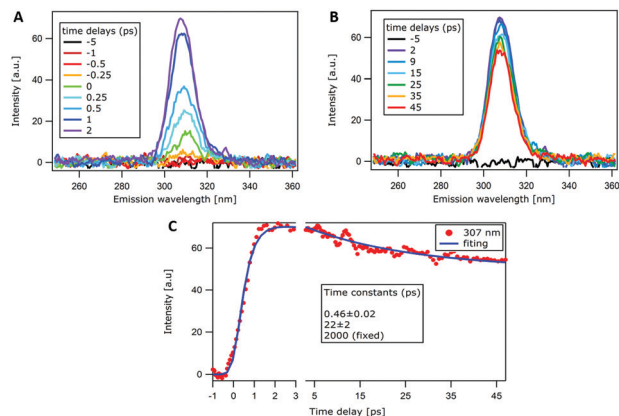 A
time delays (ps)
-5
-1
-0.5
-0.25
0
0.25
0.5
1
2
Intensity [a.u.]
60
40
20
0
260 280 300 320 340 360
Emission wavelength [nm]
B
time delays (ps)
-5
2
9
15
25
35
45
Intensity [a.u.]
60
40
20
0
260 280 300 320 340 360
Emission wavelength [nm]
C
307 nm
fitting
Time constants (ps)
0.46±0.02
22±2
2000 (fixed)
Intensity [a.u]
60
40
20
0
-1 0 1 2 3 5 15 25 35 45
Time delay [ps]